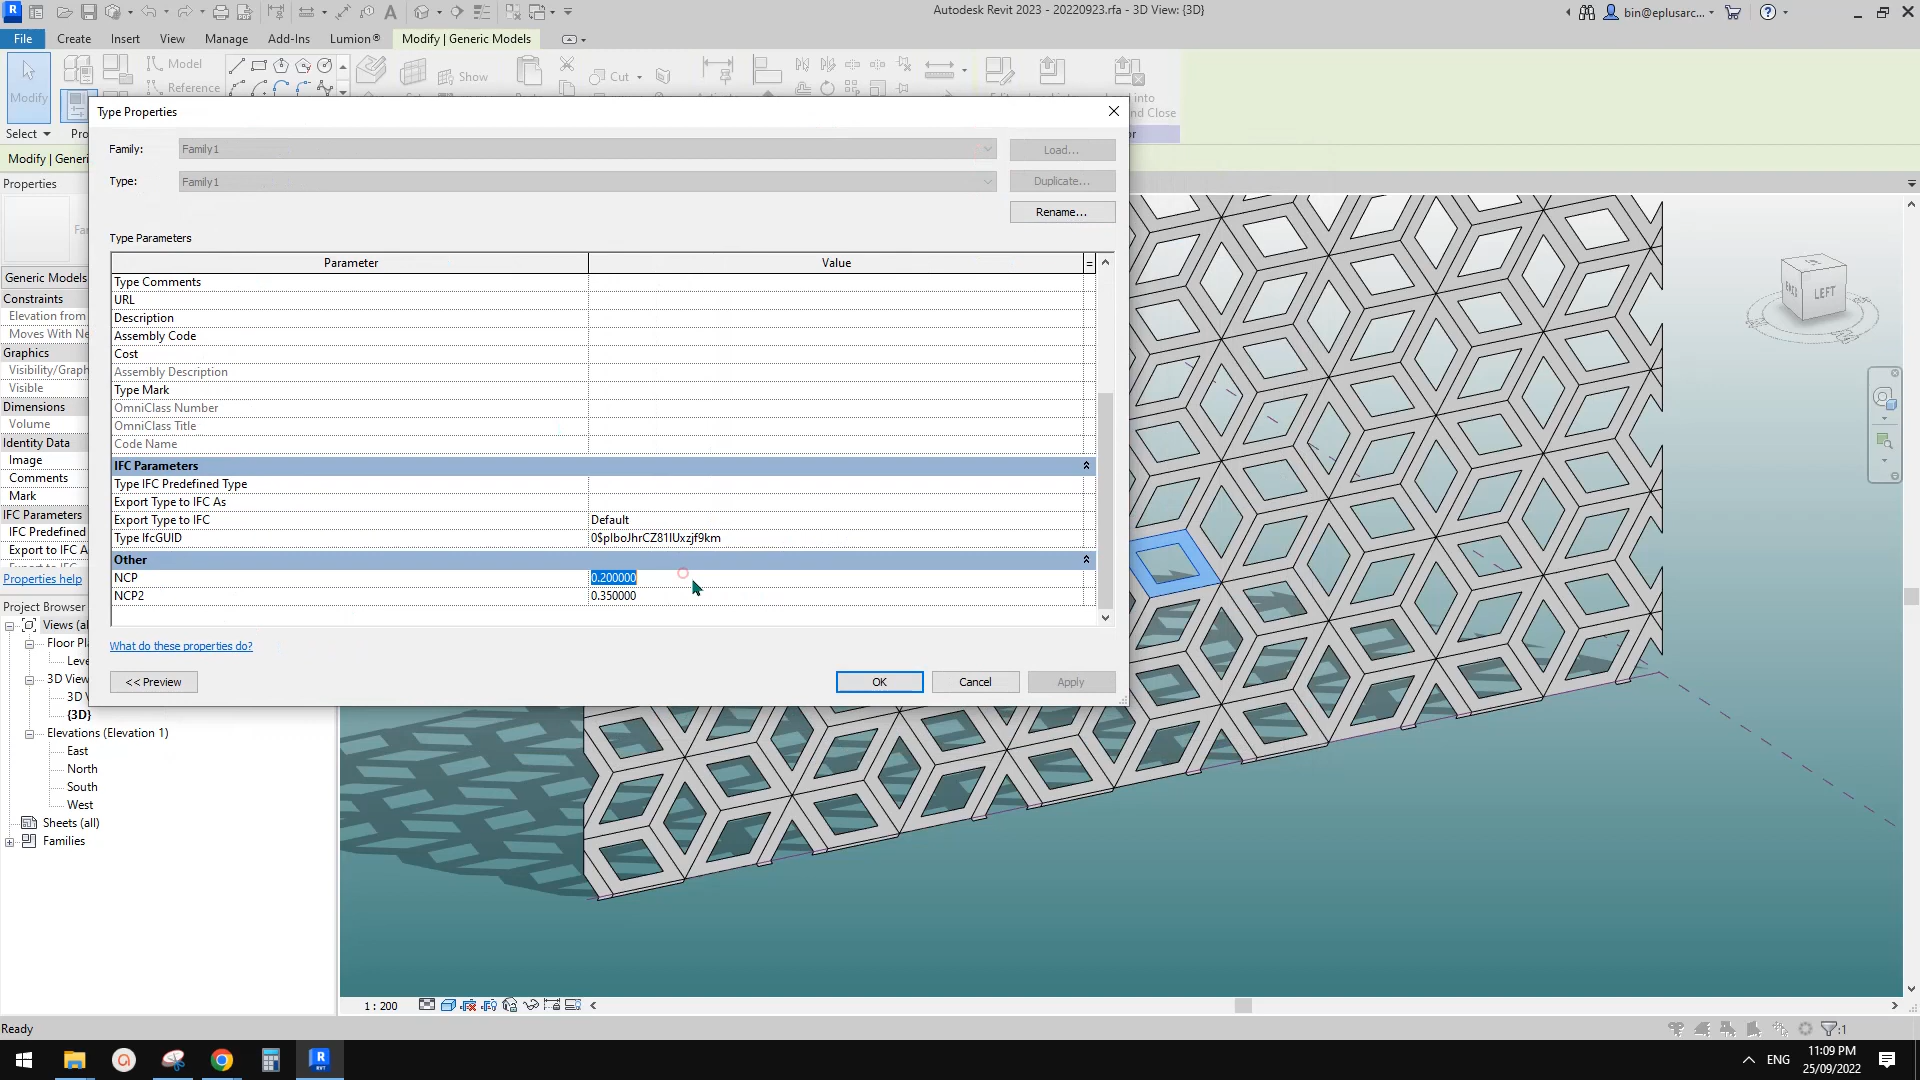 Autodesk Revit 2023 - 20220923.rfa - 3D View: {3D}
bin@eplusarc...
File
Create
Insert
View
Manage
Add-Ins
Lumion®
Modify | Generic Models
Modify
Model
Reference
Show
Cut
into
nd Close
Select
Modify | Generi
Type Properties
Family:
Family1
Load...
Type:
Family1
Duplicate...
Rename...
Type Parameters
Parameter
Value
=
Type Comments
URL
Description
Assembly Code
Cost
Assembly Description
Type Mark
OmniClass Number
OmniClass Title
Code Name
IFC Parameters
Type IFC Predefined Type
Export Type to IFC As
Export Type to IFC
Default
Type IfcGUID
Other
NCP
0.200000
NCP2
0.350000
What do these properties do?
<< Preview
OK
Cancel
Apply
Properties
Generic Models
Constraints
Elevation from
Moves With Ne
Graphics
Visibility/Graph
Visible
Dimensions
Volume
Identity Data
Image
Comments
Mark
IFC Parameters
IFC Predefined
Export to IFC A
Properties help
Project Browser
Views (al
Floor Pla
Leve
3D View
3D V
{3D}
Elevations (Elevation 1)
East
North
South
West
Sheets (all)
Families
LEFT
1 : 200
Ready
:1
ENG
11:09 PM
25/09/2022